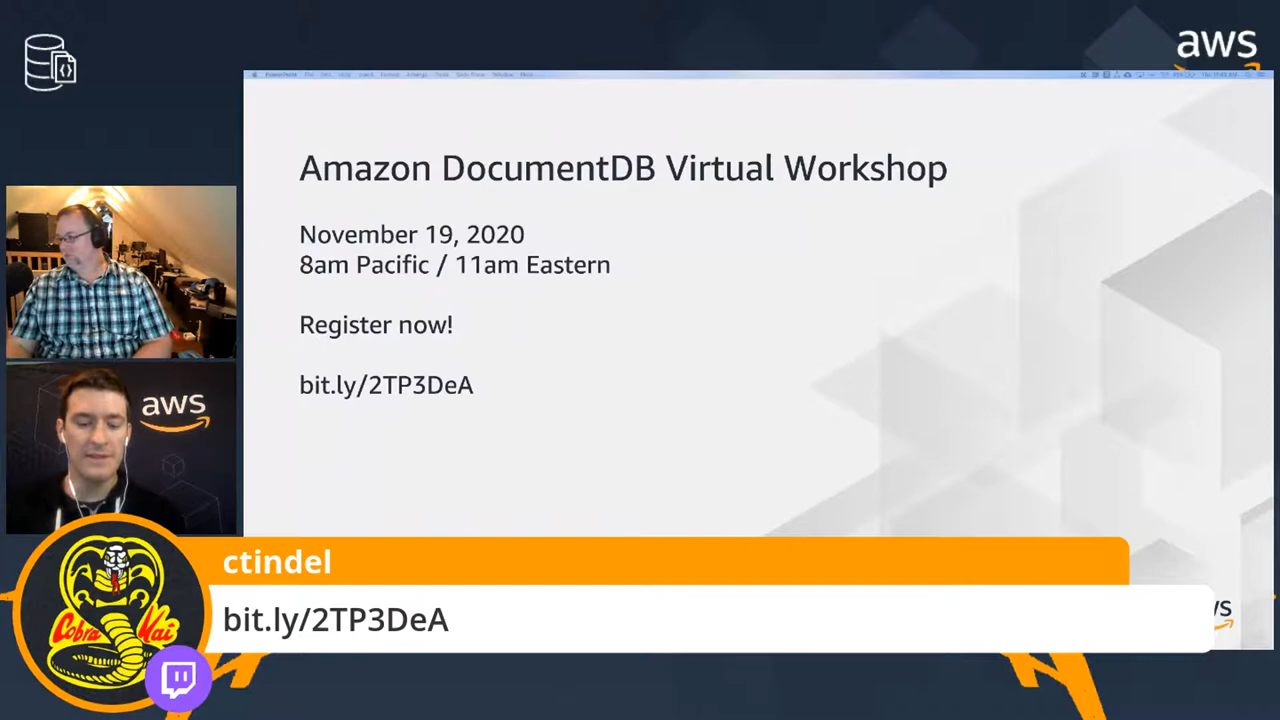 aws
Amazon DocumentDB Virtual Workshop
November 19, 2020
8am Pacific / 11am Eastern
Register now!
bit.ly/2TP3DeA
aws
ctindel
bit.ly/2TP3DeA
Cobra Kai